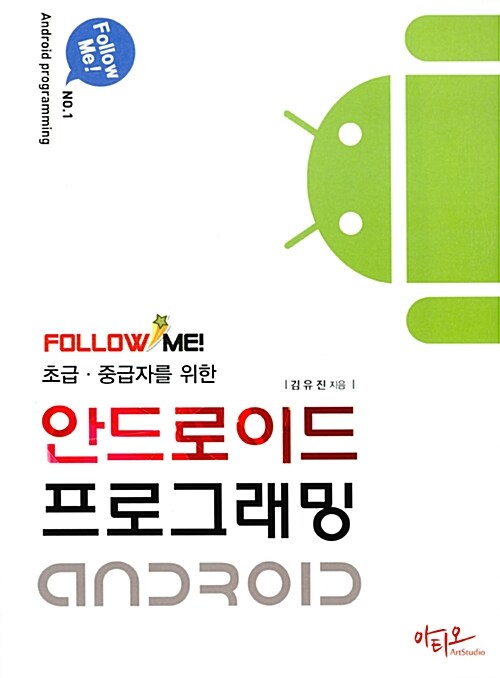 Follow
Me!
NO.1
Android programming
FOLLOW ME!
초급 · 중급자를 위한
| 김유진 지음 |
안드로이드
프로그래밍
ANDROID
아티오
ArtStudio